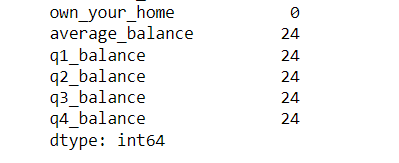 own_your_home 0
average_balance 24
q1_balance 24
q2_balance 24
q3_balance 24
q4_balance 24
dtype: int64